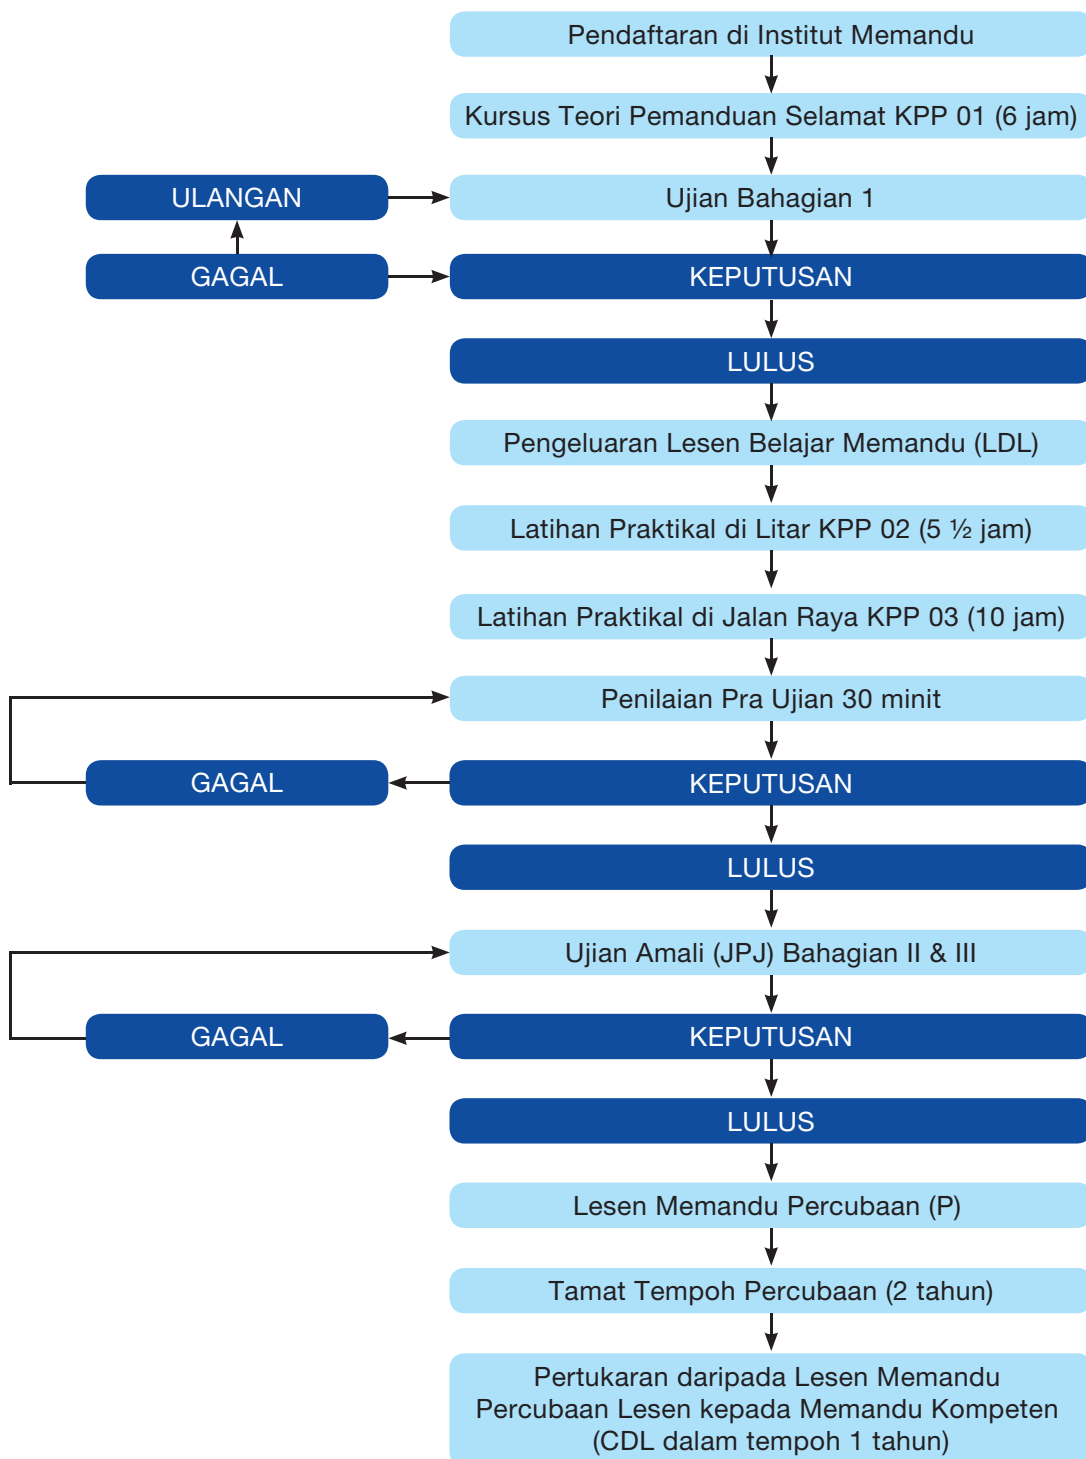 Pendaftaran di Institut Memandu
Kursus Teori Pemanduan Selamat KPP 01 (6 jam)
ULANGAN
Ujian Bahagian 1
GAGAL
KEPUTUSAN
LULUS
Pengeluaran Lesen Belajar Memandu (LDL)
Latihan Praktikal di Litar KPP 02 (5 ½ jam)
Latihan Praktikal di Jalan Raya KPP 03 (10 jam)
Penilaian Pra Ujian 30 minit
GAGAL
KEPUTUSAN
LULUS
Ujian Amali (JPJ) Bahagian II & III
GAGAL
KEPUTUSAN
LULUS
Lesen Memandu Percubaan (P)
Tamat Tempoh Percubaan (2 tahun)
Pertukaran daripada Lesen Memandu
Percubaan Lesen kepada Memandu Kompeten
(CDL dalam tempoh 1 tahun)